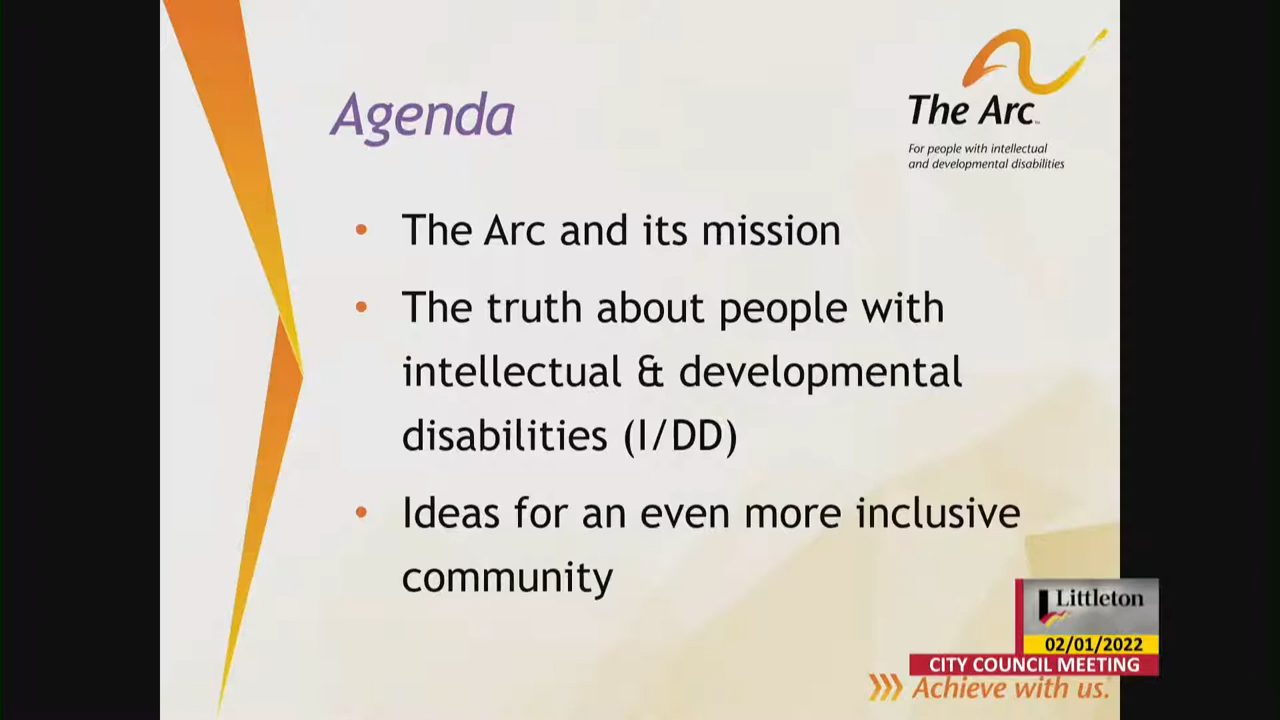 Agenda
The Arc™
For people with intellectual
and developmental disabilities
• The Arc and its mission
• The truth about people with
intellectual & developmental
disabilities (I/DD)
• Ideas for an even more inclusive
community
Littleton
02/01/2022
CITY COUNCIL MEETING
Achieve with us.